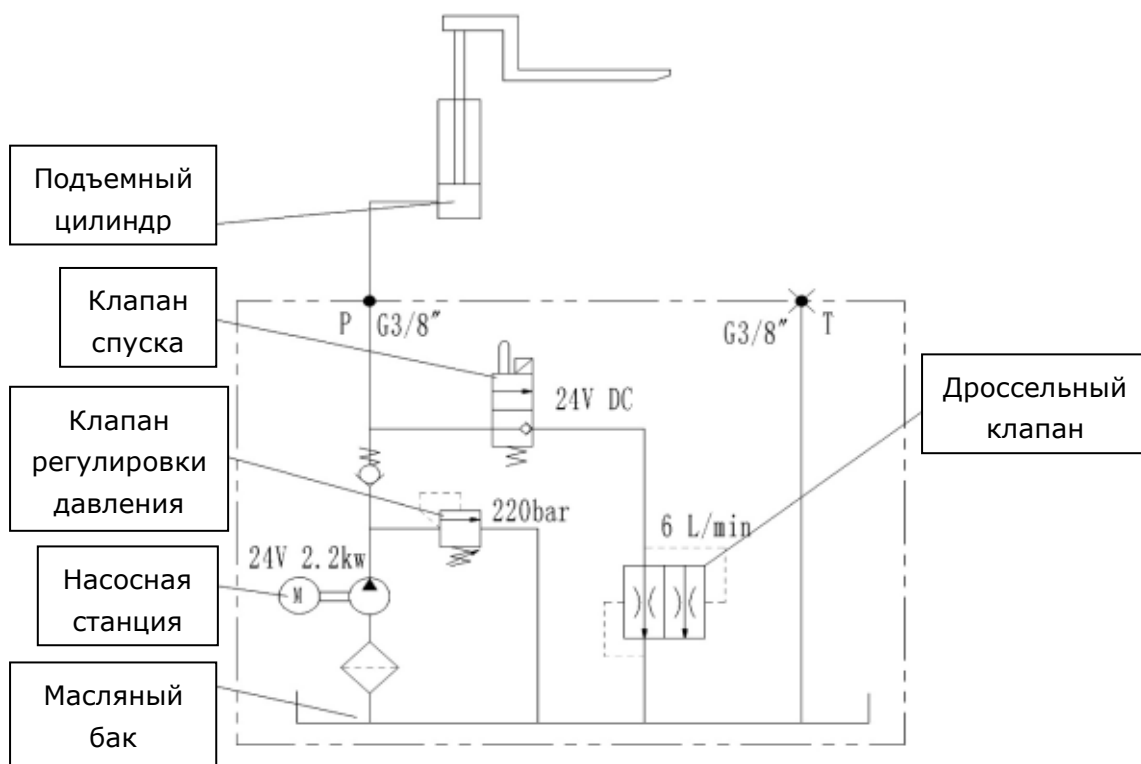 Подъемный
цилиндр
Клапан
спуска
P G3/8″
G3/8″ T
24V DC
Дроссельный
клапан
Клапан
регулировки
давления
220bar
6 L/min
24V 2.2kw
M
Насосная
станция
Масляный
бак